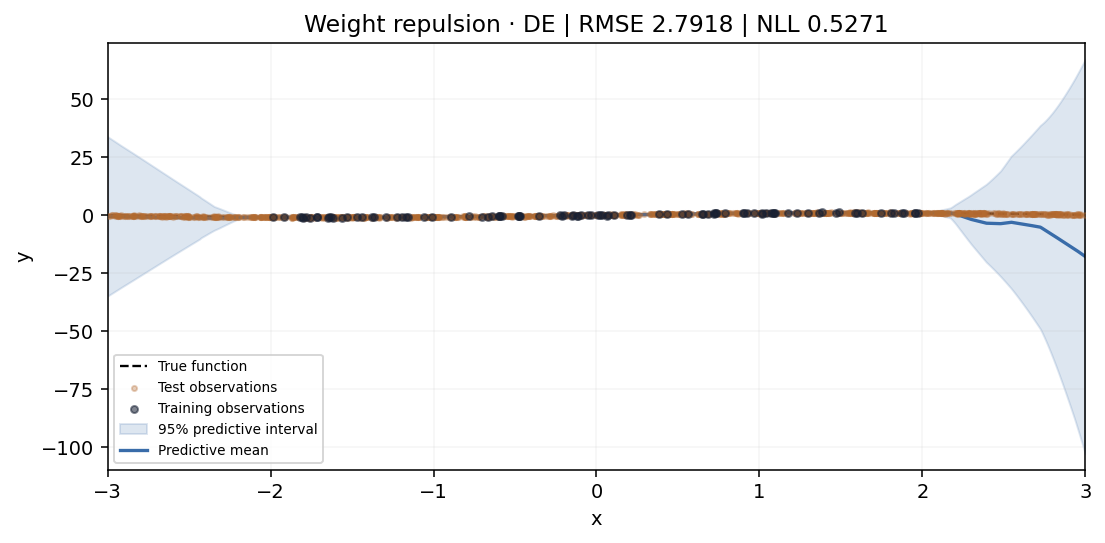 Weight repulsion · DE | RMSE 2.7918 | NLL 0.5271
50
25
0
−25
−50
−75
−100
y
True function
Test observations
Training observations
95% predictive interval
Predictive mean
−3 −2 −1 0 1 2 3
x